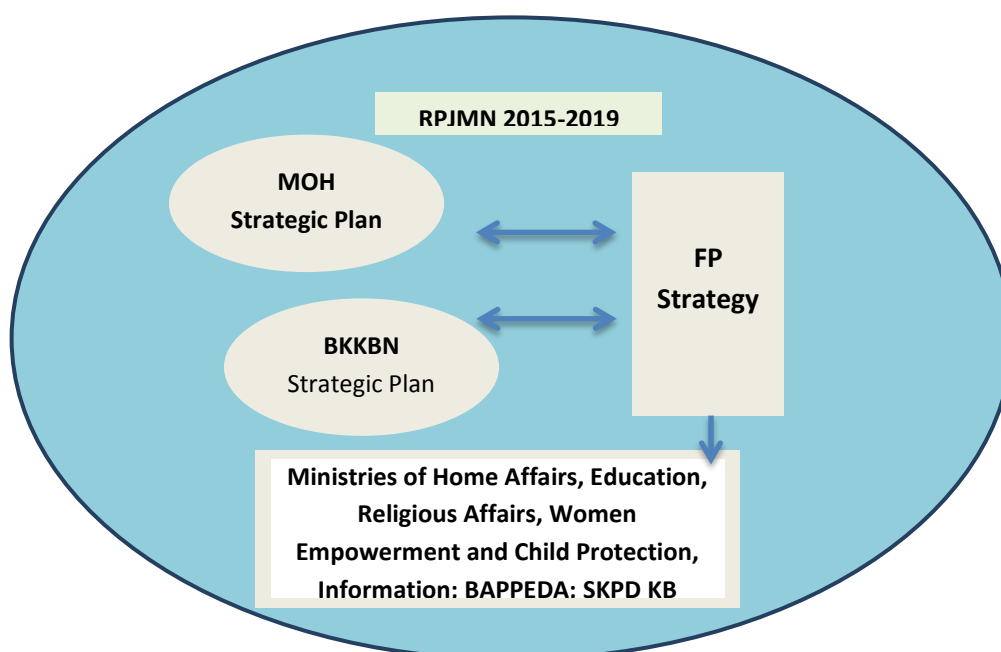 RPJMN 2015-2019
MOH
Strategic Plan
FP
Strategy
BKKBN
Strategic Plan
Ministries of Home Affairs, Education,
Religious Affairs, Women
Empowerment and Child Protection,
Information: BAPPEDA: SKPD KB